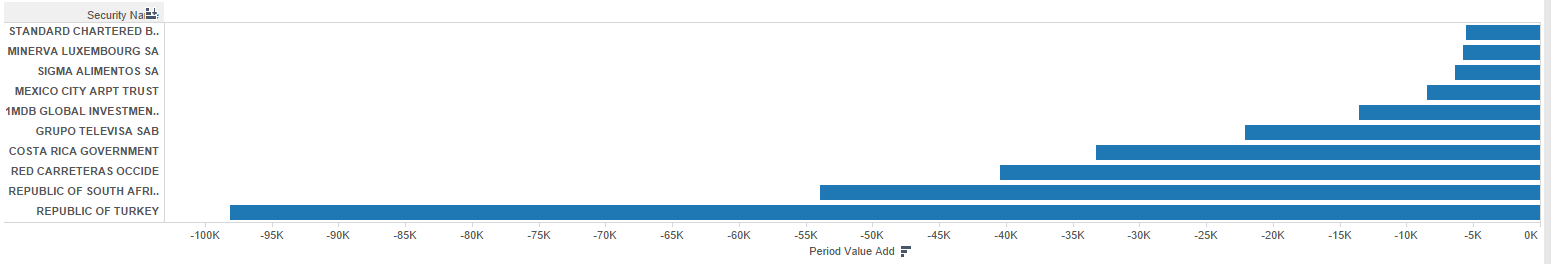 Security Na
STANDARD CHARTERED B..
MINERVA LUXEMBOURG SA
SIGMA ALIMENTOS SA
MEXICO CITY ARPT TRUST
1MDB GLOBAL INVESTMEN..
GRUPO TELEVISA SAB
COSTA RICA GOVERNMENT
RED CARRETERAS OCCIDE
REPUBLIC OF SOUTH AFRI..
REPUBLIC OF TURKEY
-100K -95K -90K -85K -80K -75K -70K -65K -60K -55K -50K -45K -40K -35K -30K -25K -20K -15K -10K -5K 0K
Period Value Add